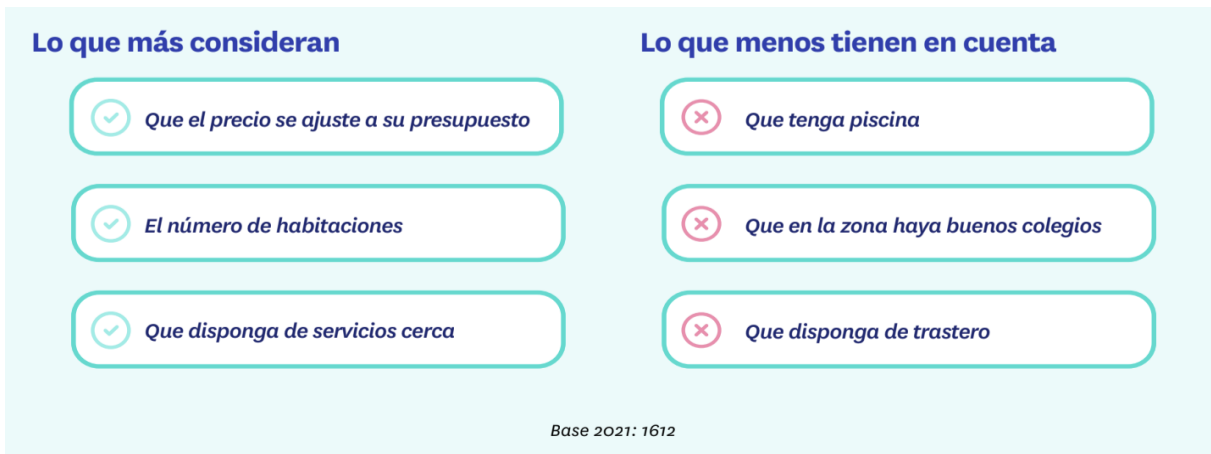 Lo que más consideran
Que el precio se ajuste a su presupuesto
El número de habitaciones
Que disponga de servicios cerca
Lo que menos tienen en cuenta
Que tenga piscina
Que en la zona haya buenos colegios
Que disponga de trastero
Base 2021: 1612